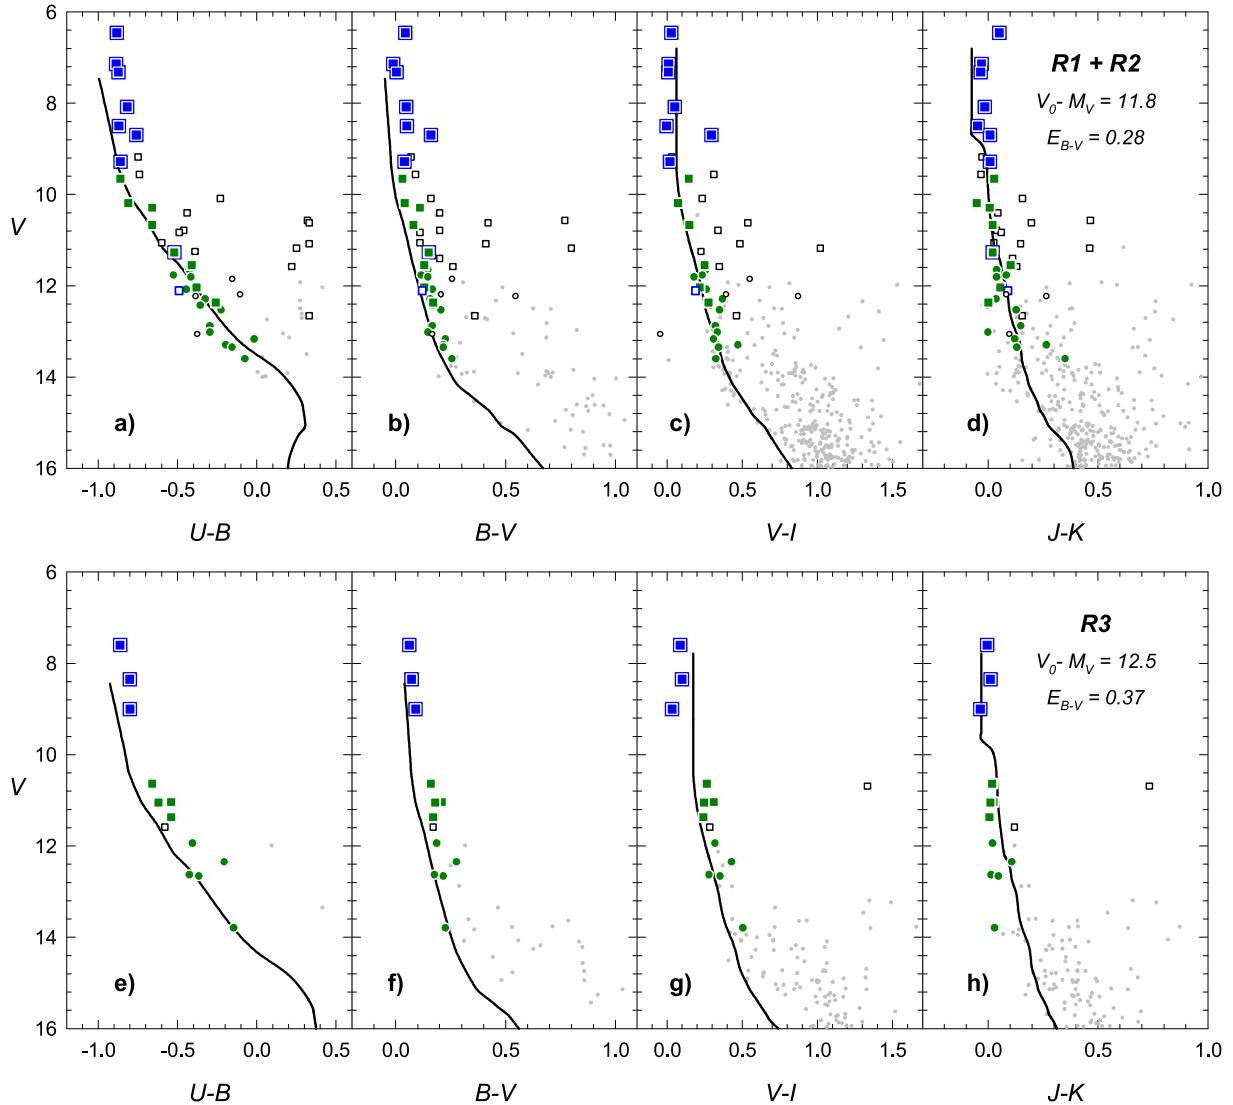 6
8
10
12
14
16
V
R1 + R2
V0- MV = 11.8
EB-V = 0.28
a)
b)
c)
d)
-1.0 -0.5 0.0 0.5
0.0 0.5 1.0
0.0 0.5 1.0 1.5
0.0 0.5 1.0
U-B
B-V
V-I
J-K
6
8
10
12
14
16
V
R3
V0- MV = 12.5
EB-V = 0.37
e)
f)
g)
h)
-1.0 -0.5 0.0 0.5
0.0 0.5 1.0
0.0 0.5 1.0 1.5
0.0 0.5 1.0
U-B
B-V
V-I
J-K